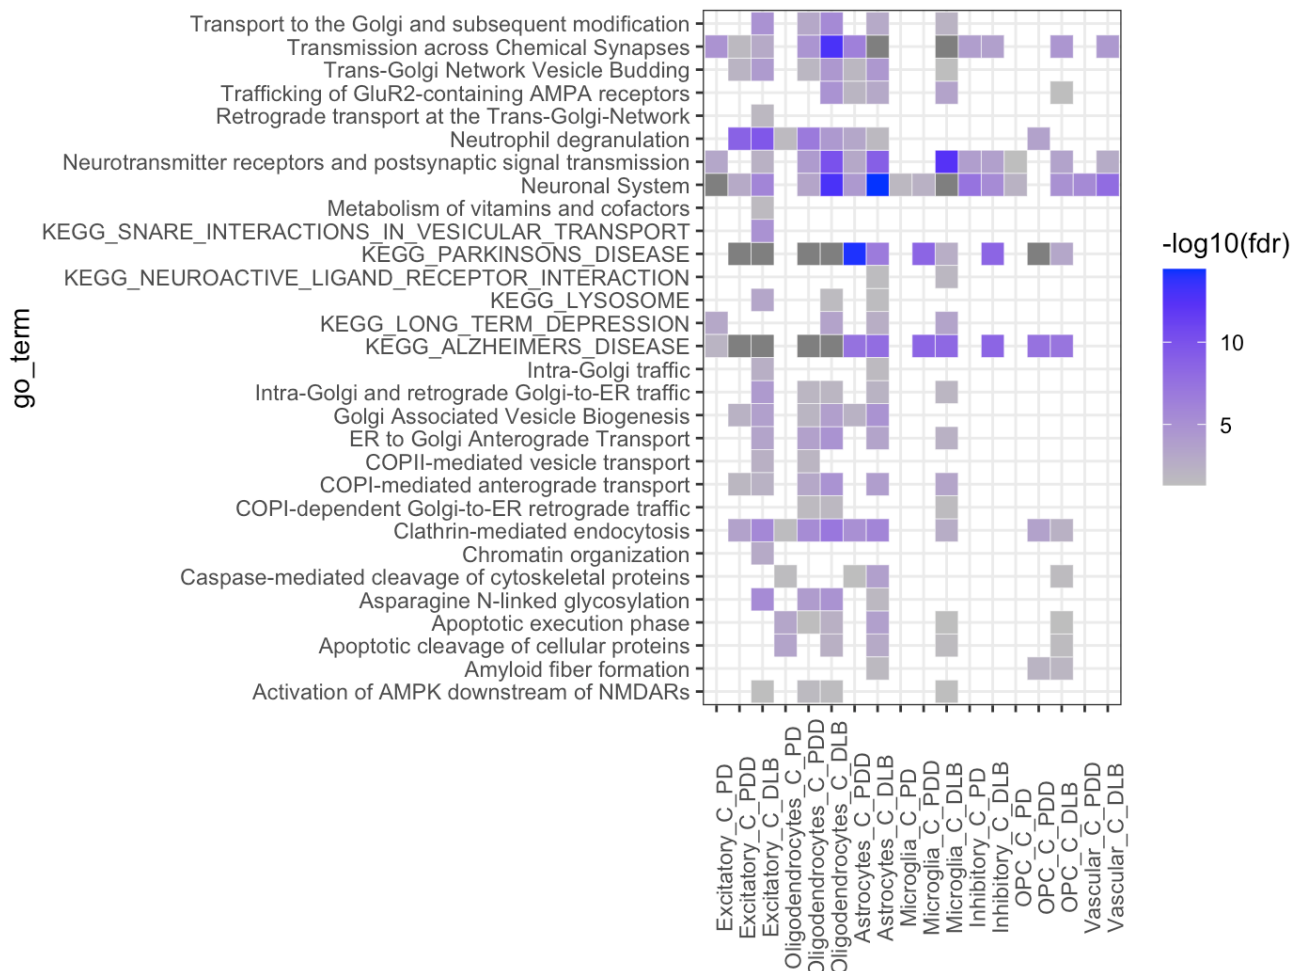 Transport to the Golgi and subsequent modification
Transmission across Chemical Synapses
Trans-Golgi Network Vesicle Budding
Trafficking of GluR2-containing AMPA receptors
Retrograde transport at the Trans-Golgi-Network
Neutrophil degranulation
Neurotransmitter receptors and postsynaptic signal transmission
Neuronal System
Metabolism of vitamins and cofactors
KEGG_SNARE_INTERACTIONS_IN_VESICULAR_TRANSPORT
KEGG_PARKINSONS_DISEASE
KEGG_NEUROACTIVE_LIGAND_RECEPTOR_INTERACTION
KEGG_LYSOSOME
KEGG_LONG_TERM_DEPRESSION
KEGG_ALZHEIMERS_DISEASE
Intra-Golgi traffic
Intra-Golgi and retrograde Golgi-to-ER traffic
Golgi Associated Vesicle Biogenesis
ER to Golgi Anterograde Transport
COPII-mediated vesicle transport
COPI-mediated anterograde transport
COPI-dependent Golgi-to-ER retrograde traffic
Clathrin-mediated endocytosis
Chromatin organization
Caspase-mediated cleavage of cytoskeletal proteins
Asparagine N-linked glycosylation
Apoptotic execution phase
Apoptotic cleavage of cellular proteins
Amyloid fiber formation
Activation of AMPK downstream of NMDARs
go_term
Excitatory_C_PD
Excitatory_C_PDD
Excitatory_C_DLB
Oligodendrocytes_C_PD
Oligodendrocytes_C_PDD
Oligodendrocytes_C_DLB
Astrocytes_C_PDD
Astrocytes_C_DLB
Microglia_C_PD
Microglia_C_PDD
Microglia_C_DLB
Inhibitory_C_PD
Inhibitory_C_DLB
OPC_C_PD
OPC_C_PDD
OPC_C_DLB
Vascular_C_PDD
Vascular_C_DLB
-log10(fdr)
10
5